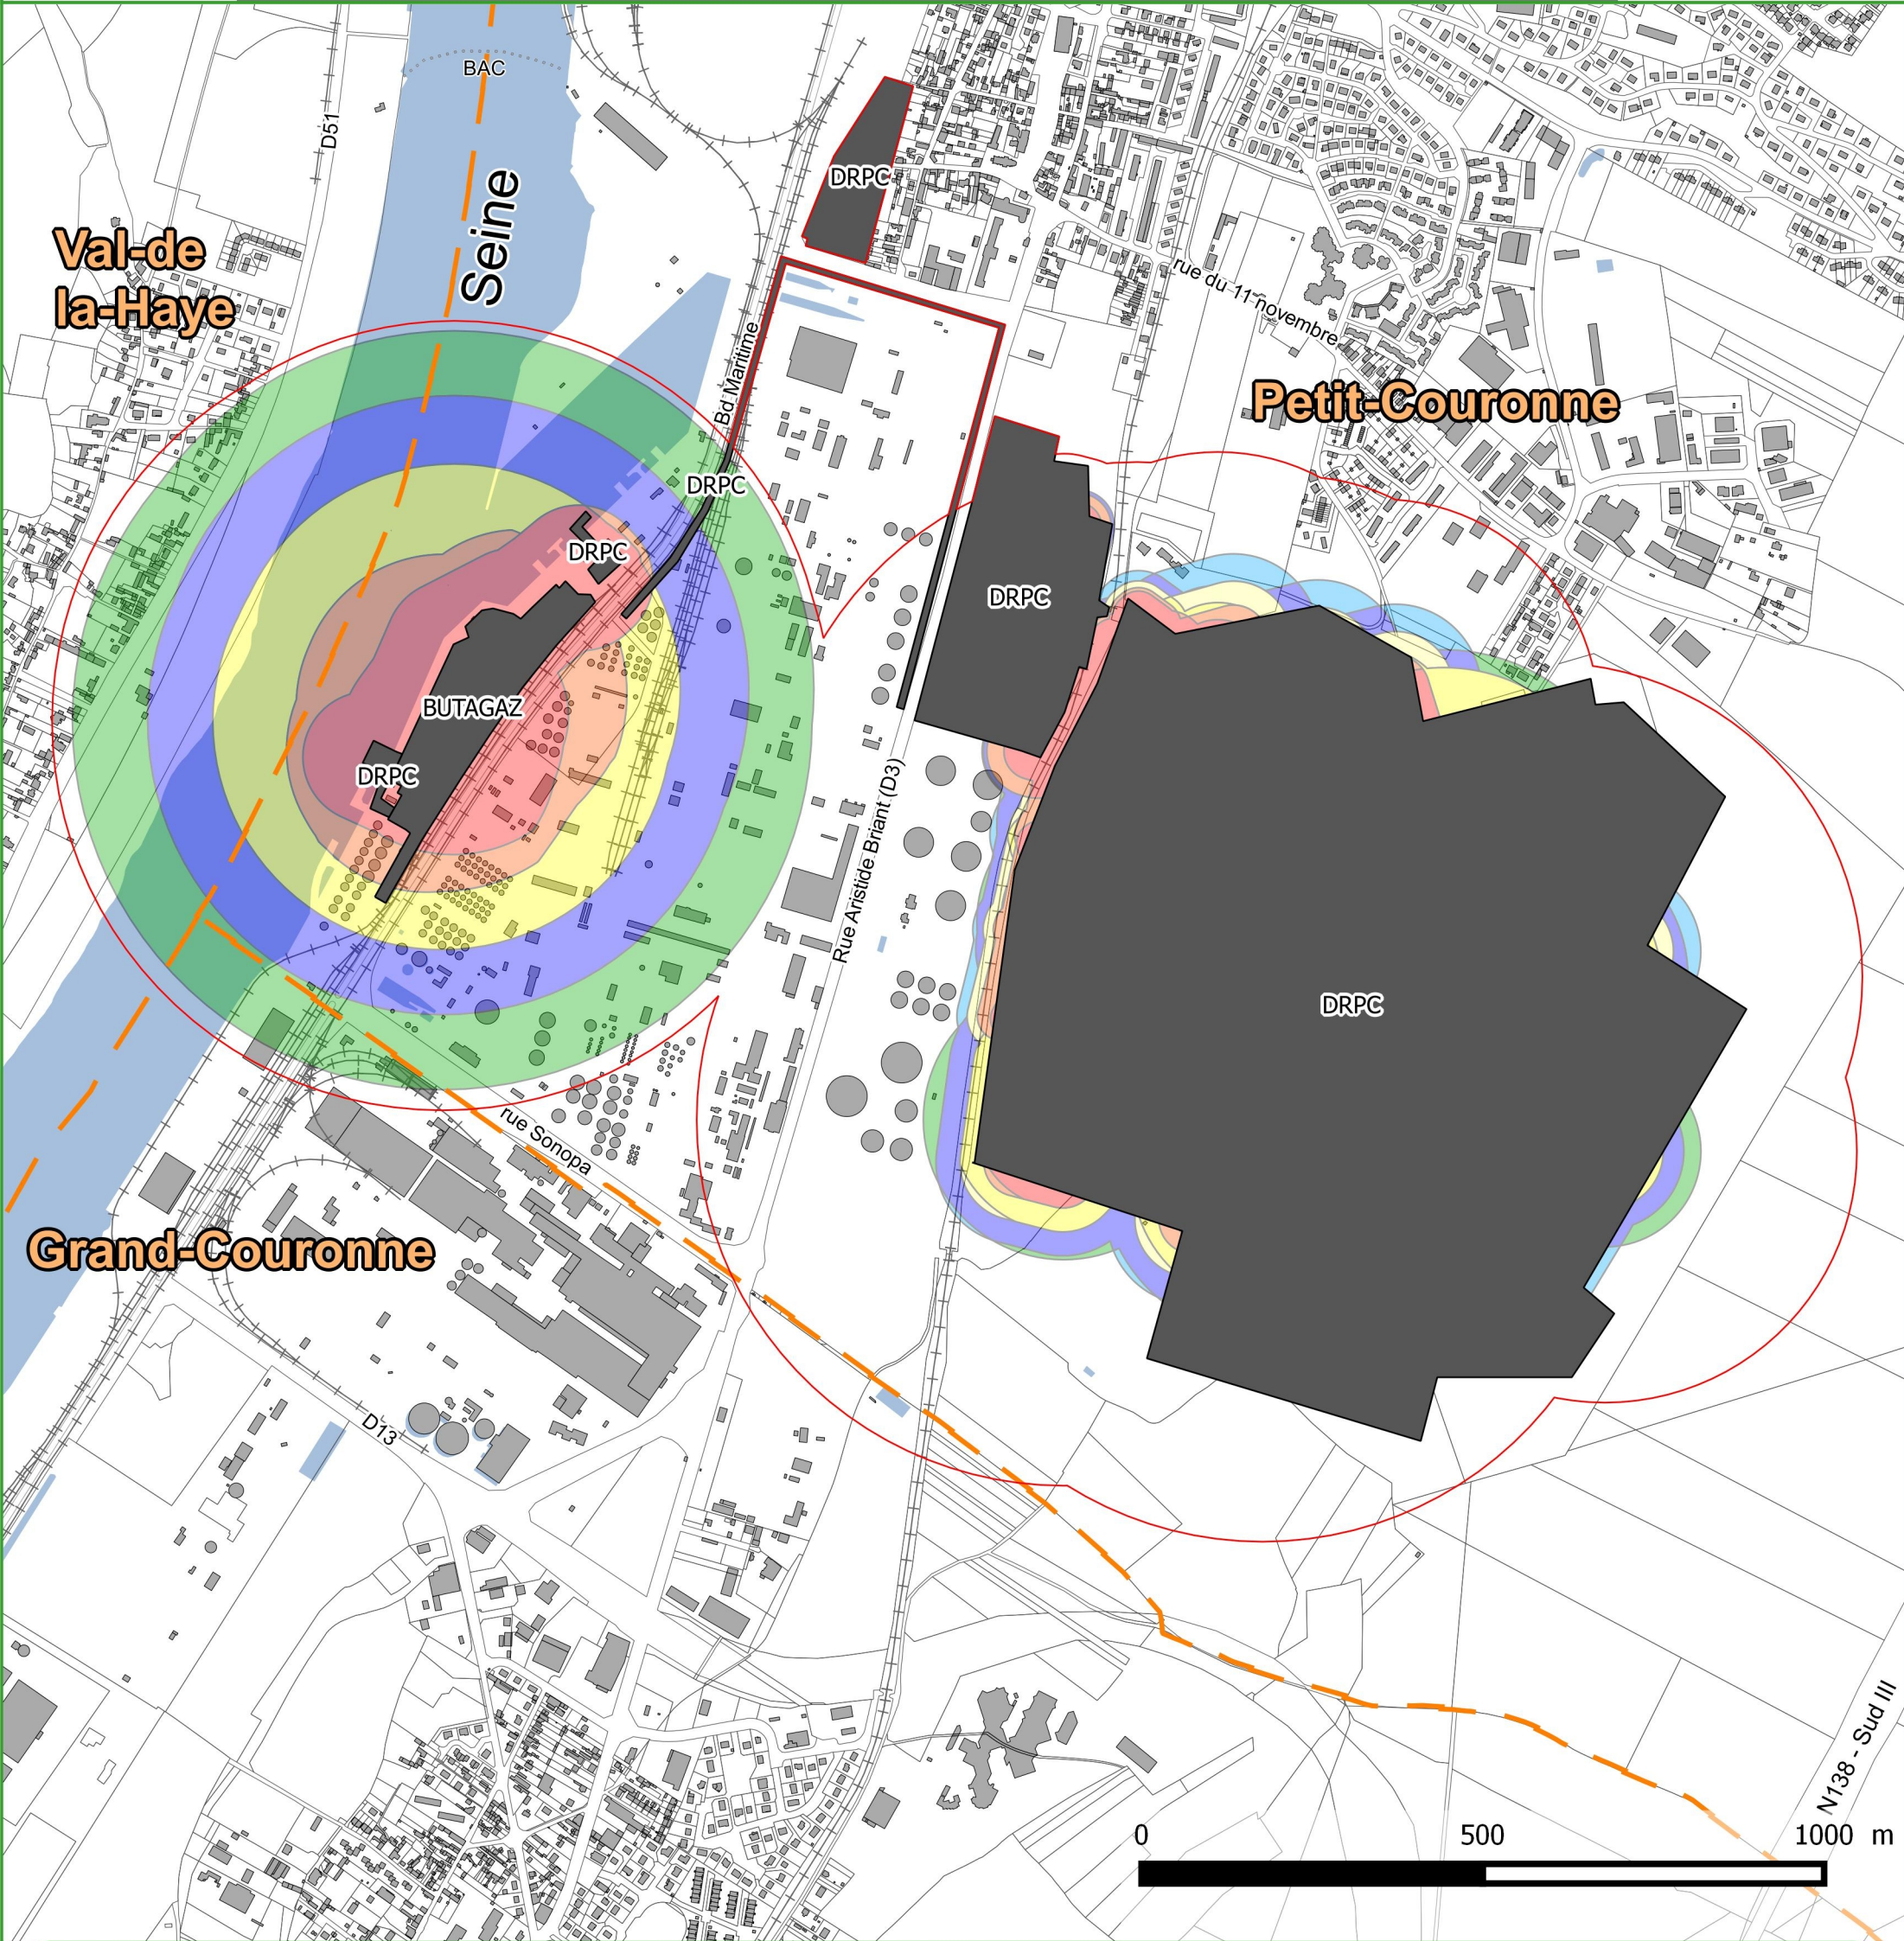 BAC
D51
DRPC
Seine
Val-de
la-Haye
rue du 11 novembre
Bd Maritime
Petit-Couronne
DRPC
DRPC
DRPC
BUTAGAZ
DRPC
Rue Aristide Briant (D3)
DRPC
rue Sonopa
Grand-Couronne
D13
N138 - Sud III
0 500 1000 m